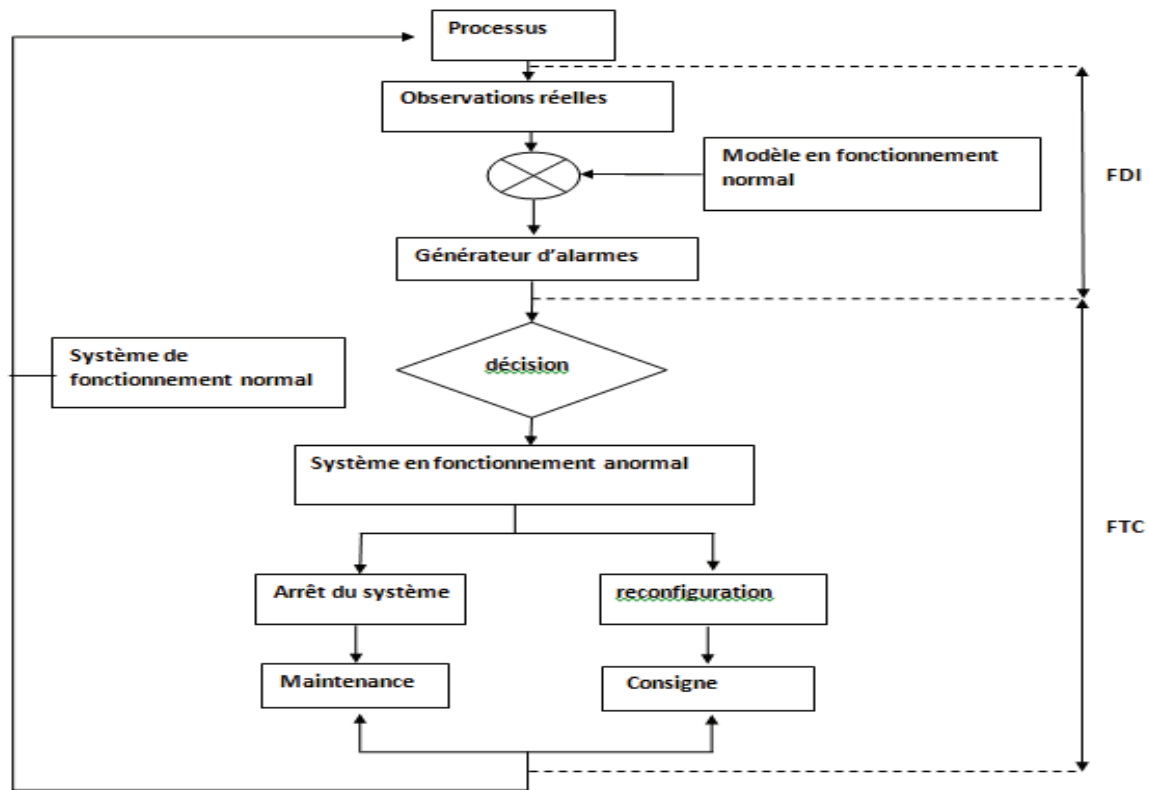 Processus
Observations réelles
Modèle en fonctionnement
normal
FDI
Générateur d'alarmes
Système de
fonctionnement normal
décision
Système en fonctionnement anormal
FTC
Arrêt du système
reconfiguration
Maintenance
Consigne